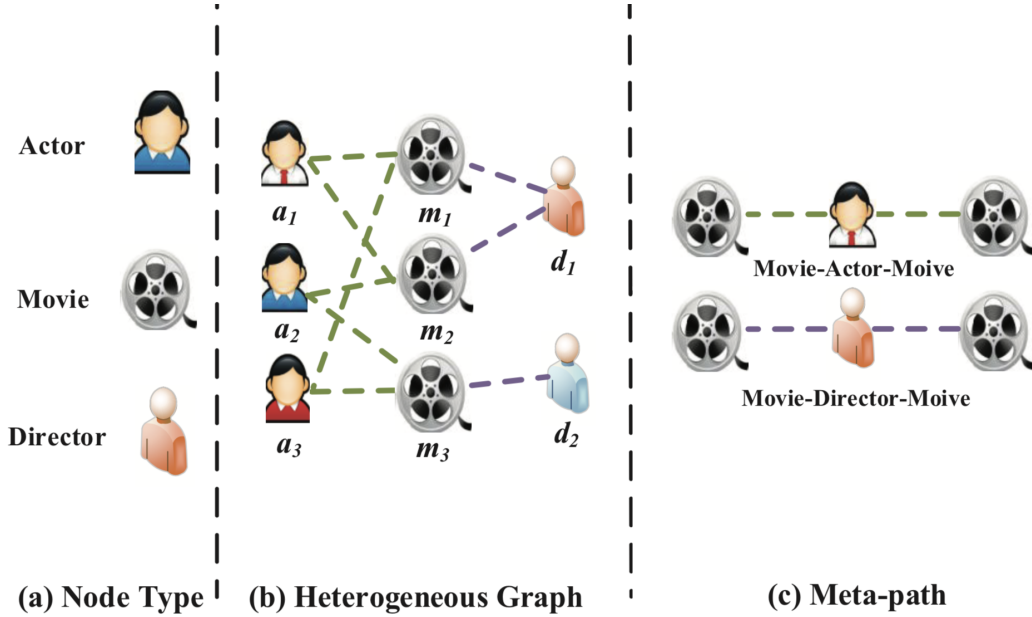 Actor
Movie
Director
(a) Node Type
a1
a2
a3
m1
m2
m3
d1
d2
(b) Heterogeneous Graph
Movie-Actor-Moive
Movie-Director-Moive
(c) Meta-path